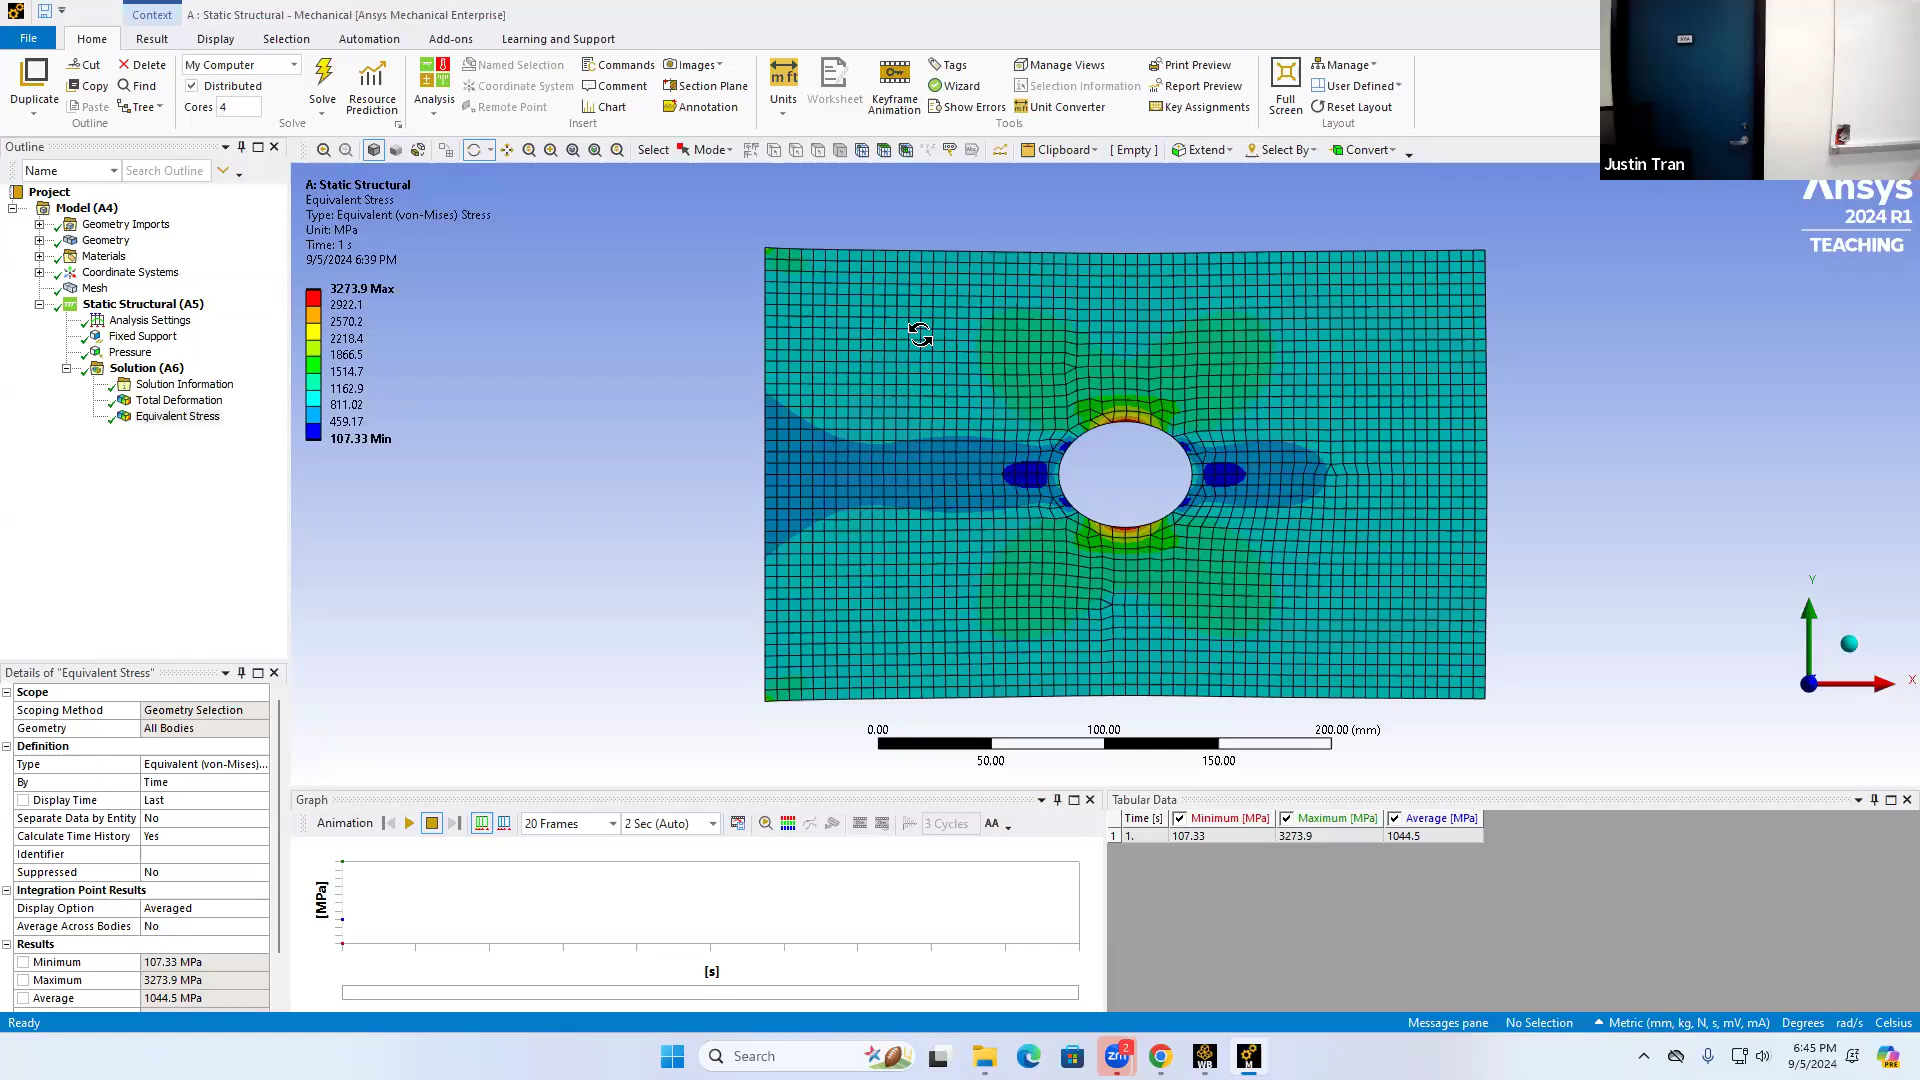 Context
A : Static Structural - Mechanical [Ansys Mechanical Enterprise]
File
Home
Result
Display
Selection
Automation
Add-ons
Learning and Support
Duplicate
Cut
Copy
Paste
Delete
Find
Tree
Outline
My Computer
Distributed
Cores 4
Solve
Resource Prediction
Solve
Analysis
Named Selection
Coordinate System
Remote Point
Commands
Comment
Chart
Images
Section Plane
Annotation
Insert
Units
Worksheet
Keyframe Animation
Tags
Wizard
Show Errors
Manage Views
Selection Information
Unit Converter
Print Preview
Report Preview
Key Assignments
Tools
Full Screen
Manage
User Defined
Reset Layout
Layout
Justin Tran
Outline
Name
Search Outline
Select
Mode
Clipboard
[ Empty ]
Extend
Select By
Convert
Project
Model (A4)
Geometry Imports
Geometry
Materials
Coordinate Systems
Mesh
Static Structural (A5)
Analysis Settings
Fixed Support
Pressure
Solution (A6)
Solution Information
Total Deformation
Equivalent Stress
A: Static Structural
Equivalent Stress
Type: Equivalent (von-Mises) Stress
Unit: MPa
Time: 1 s
9/5/2024 6:39 PM
3273.9 Max
2922.1
2570.2
2218.4
1866.5
1514.7
1162.9
811.02
459.17
107.33 Min
Ansys
2024 R1
TEACHING
Y
X
0.00
100.00
200.00 (mm)
50.00
150.00
Details of "Equivalent Stress"
Scope
Scoping Method Geometry Selection
Geometry All Bodies
Definition
Type Equivalent (von-Mises)...
By Time
Display Time Last
Separate Data by Entity No
Calculate Time History Yes
Identifier
Suppressed No
Integration Point Results
Display Option Averaged
Average Across Bodies No
Results
Minimum 107.33 MPa
Maximum 3273.9 MPa
Average 1044.5 MPa
Graph
Animation
20 Frames
2 Sec (Auto)
3 Cycles
AA
[MPa]
[s]
Tabular Data
Time [s] Minimum [MPa] Maximum [MPa] Average [MPa]
1 1. 107.33 3273.9 1044.5
Ready
Messages pane
No Selection
Metric (mm, kg, N, s, mV, mA)
Degrees
rad/s
Celsius
Search
zm
2
WB
M
6:45 PM
9/5/2024
PRE